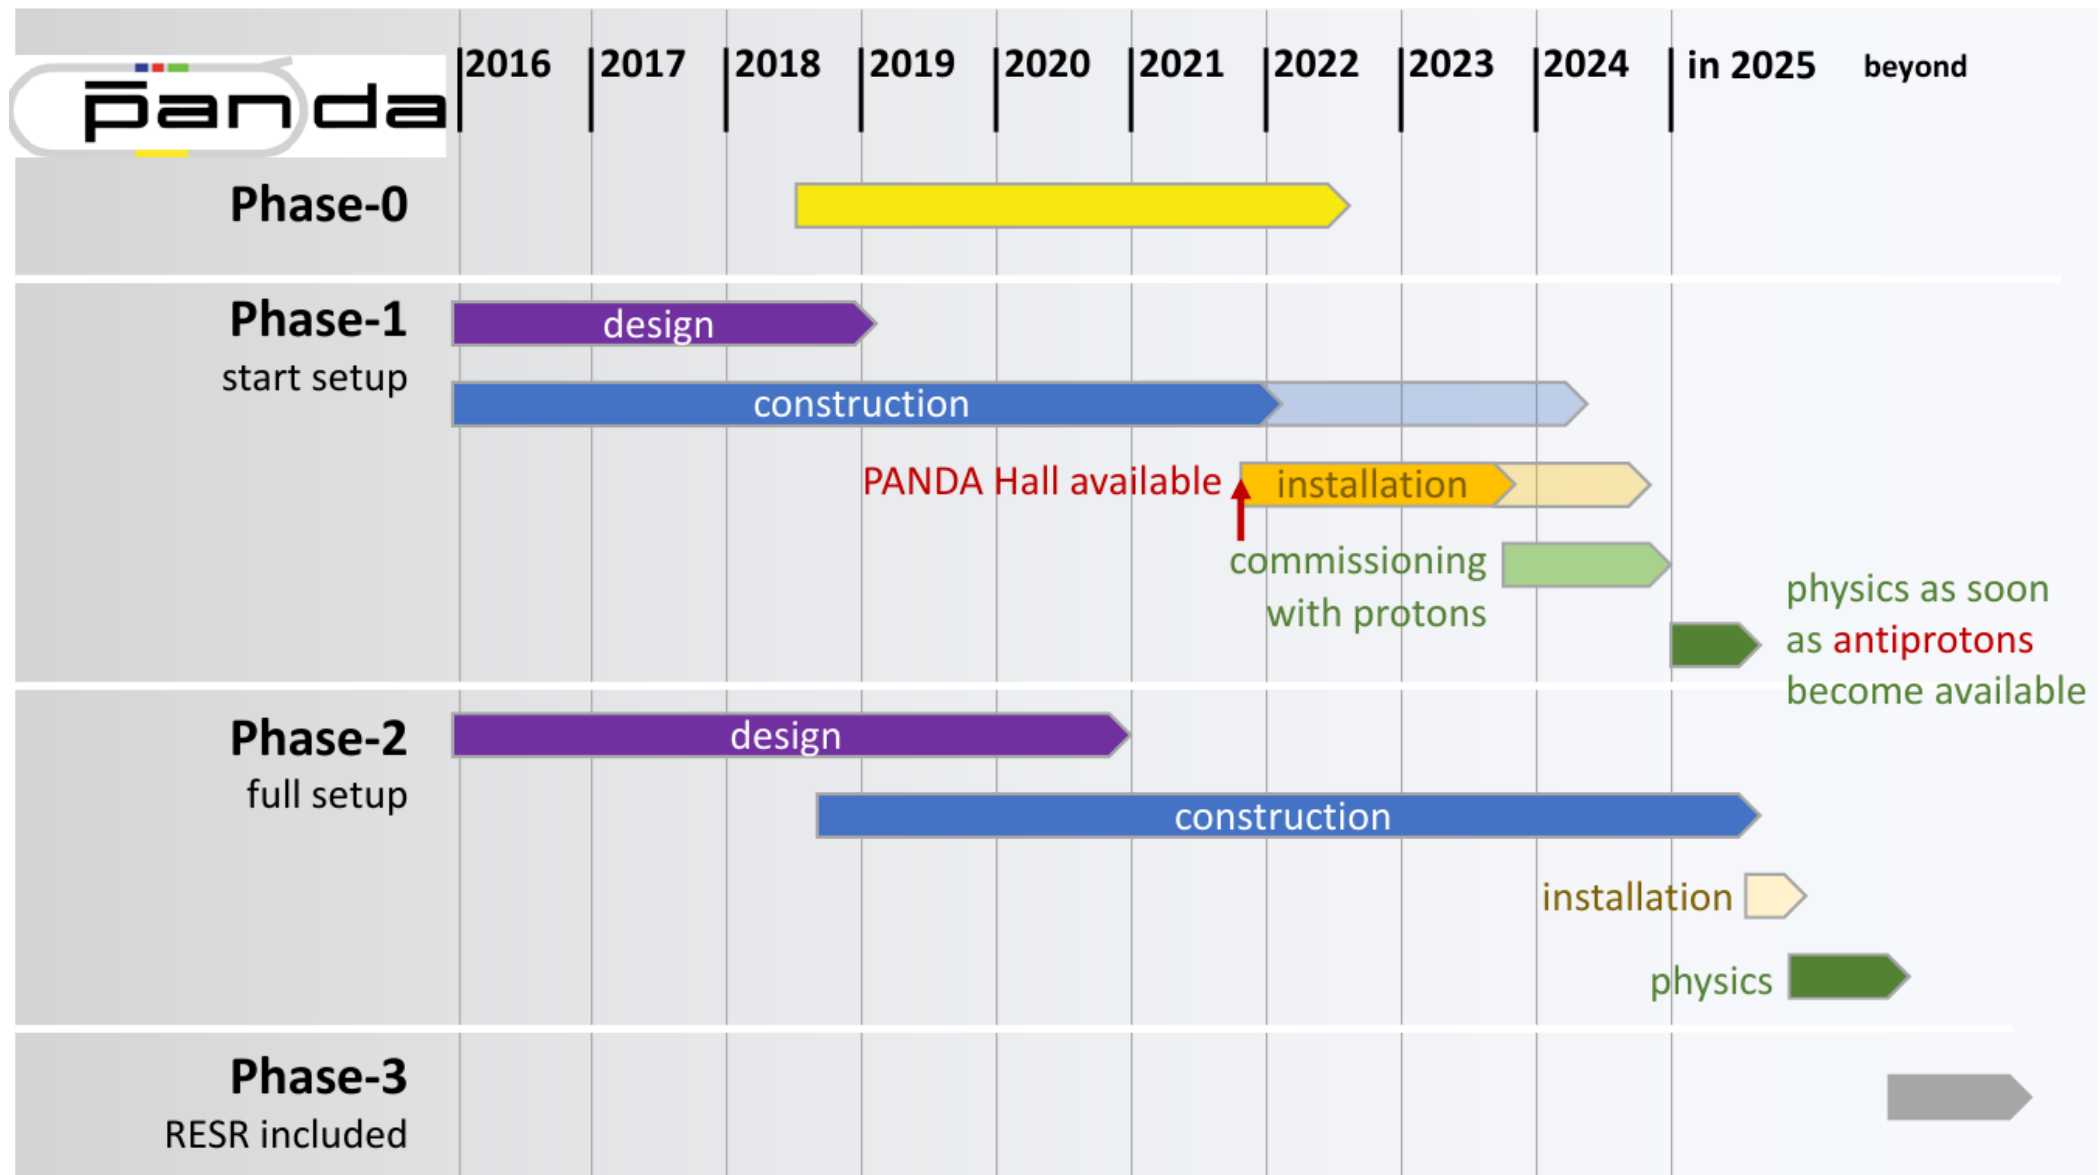 p̄anda
2016 2017 2018 2019 2020 2021 2022 2023 2024 in 2025 beyond
Phase-0
Phase-1
start setup
design
construction
PANDA Hall available
installation
commissioning
with protons
physics as soon
as antiprotons
become available
Phase-2
full setup
design
construction
installation
physics
Phase-3
RESR included